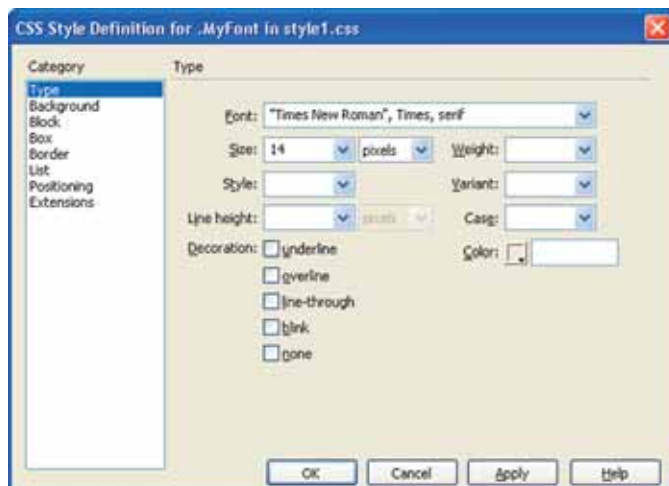 CSS Style Definition for .MyFont in style1.css
Category
Type
Type
Background
Block
Box
Border
List
Positioning
Extensions
Font: "Times New Roman", Times, serif
Size: 14 pixels Weight:
Style: Variant:
Line height: pixels Case:
Decoration: underline Color:
overline
line-through
blink
none
OK Cancel Apply Help